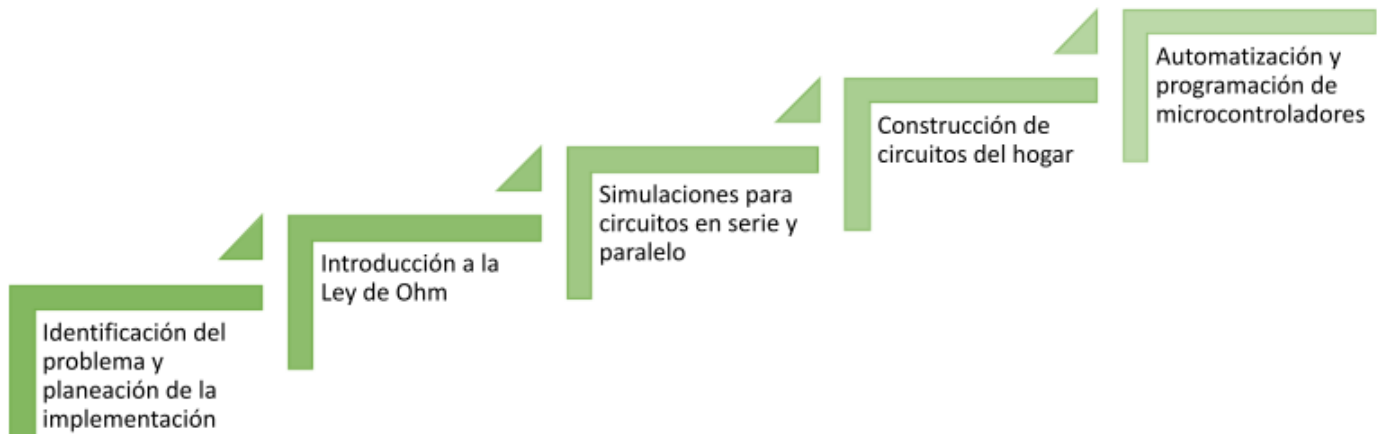 Identificación del
problema y
planeación de la
implementación
Introducción a la
Ley de Ohm
Simulaciones para
circuitos en serie y
paralelo
Construcción de
circuitos del hogar
Automatización y
programación de
microcontroladores